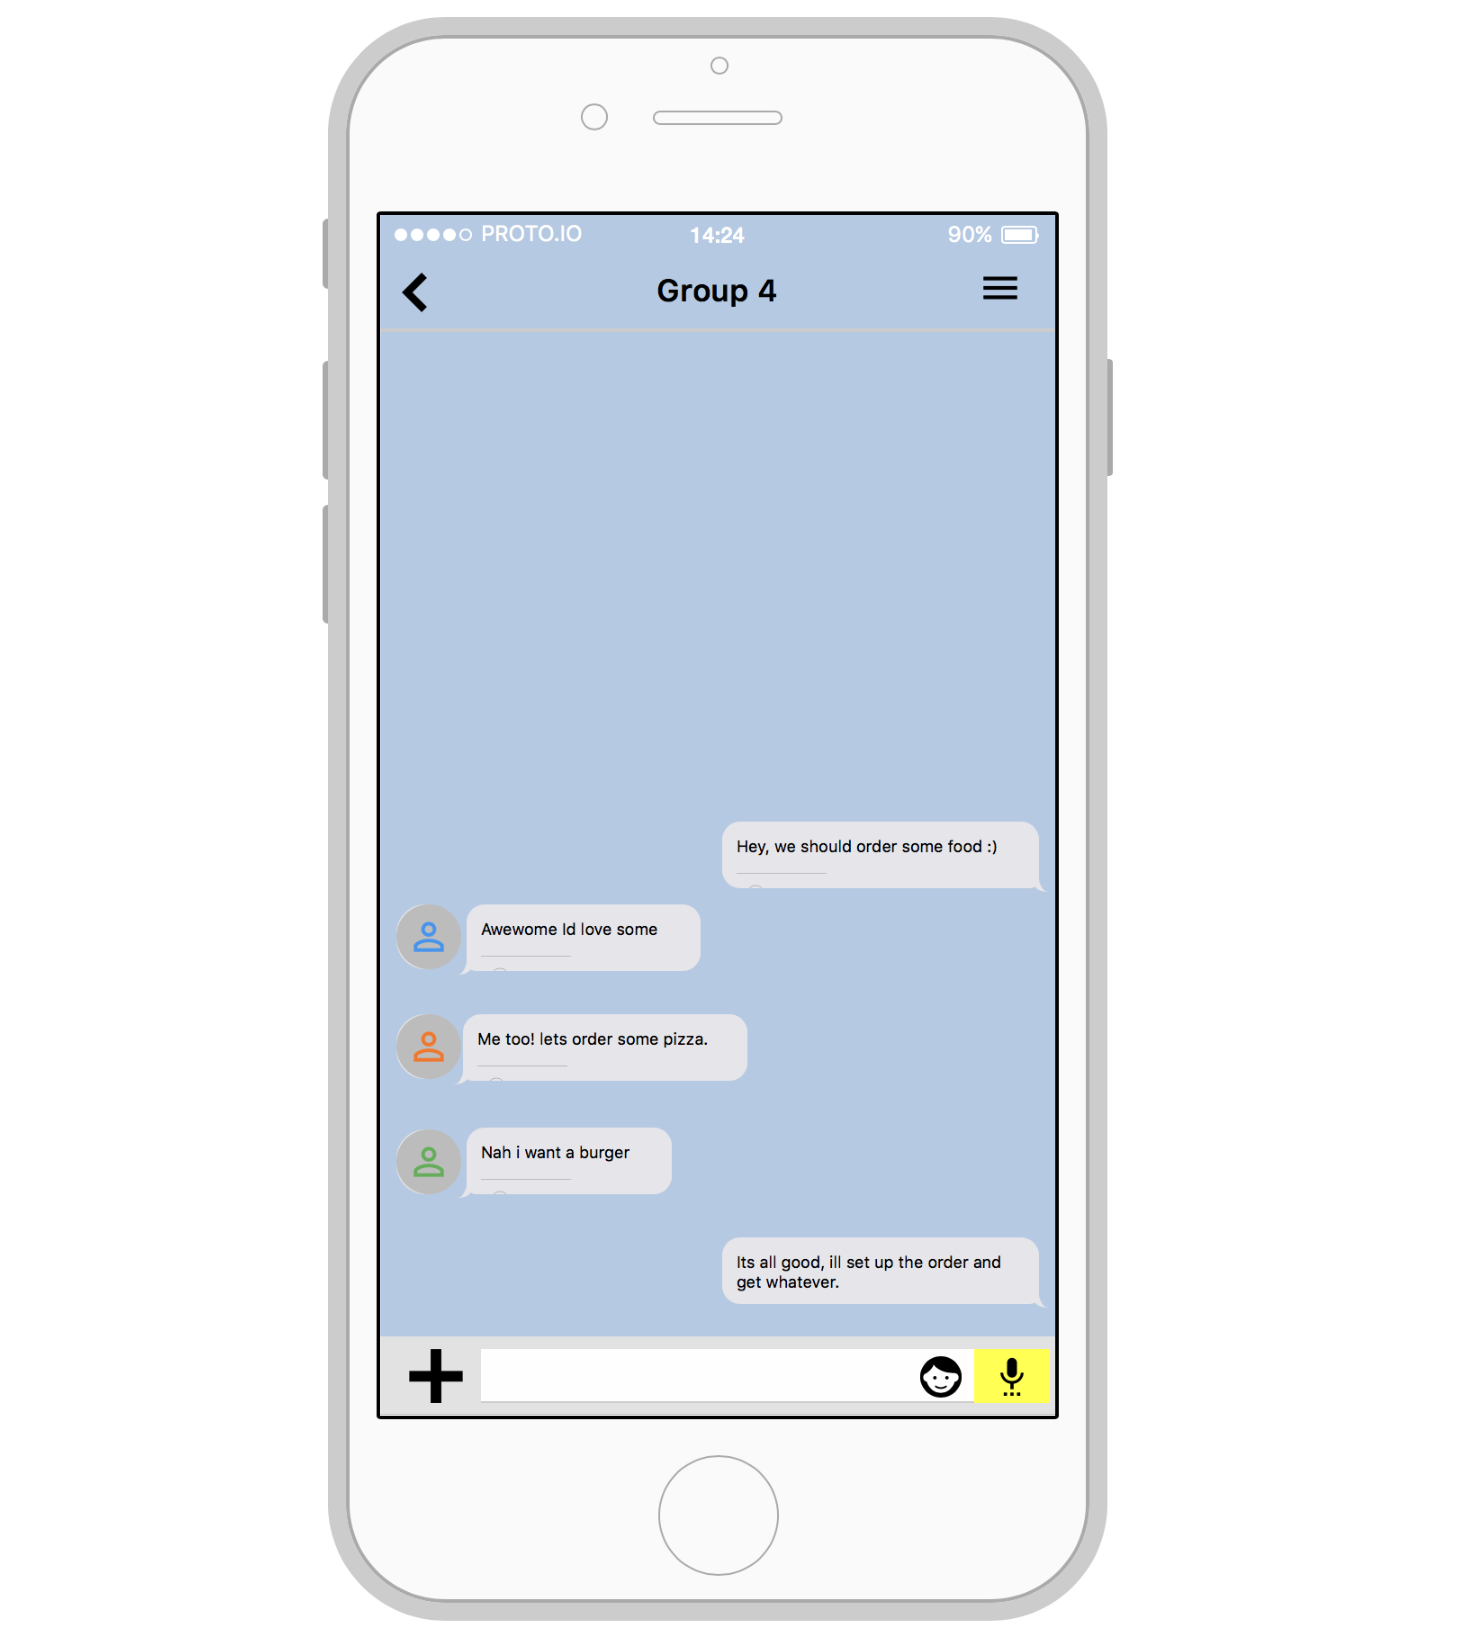 PROTO.IO 14:24 90%
Group 4
Hey, we should order some food :)
Awewome Id love some
Me too! lets order some pizza.
Nah i want a burger
Its all good, ill set up the order and
get whatever.